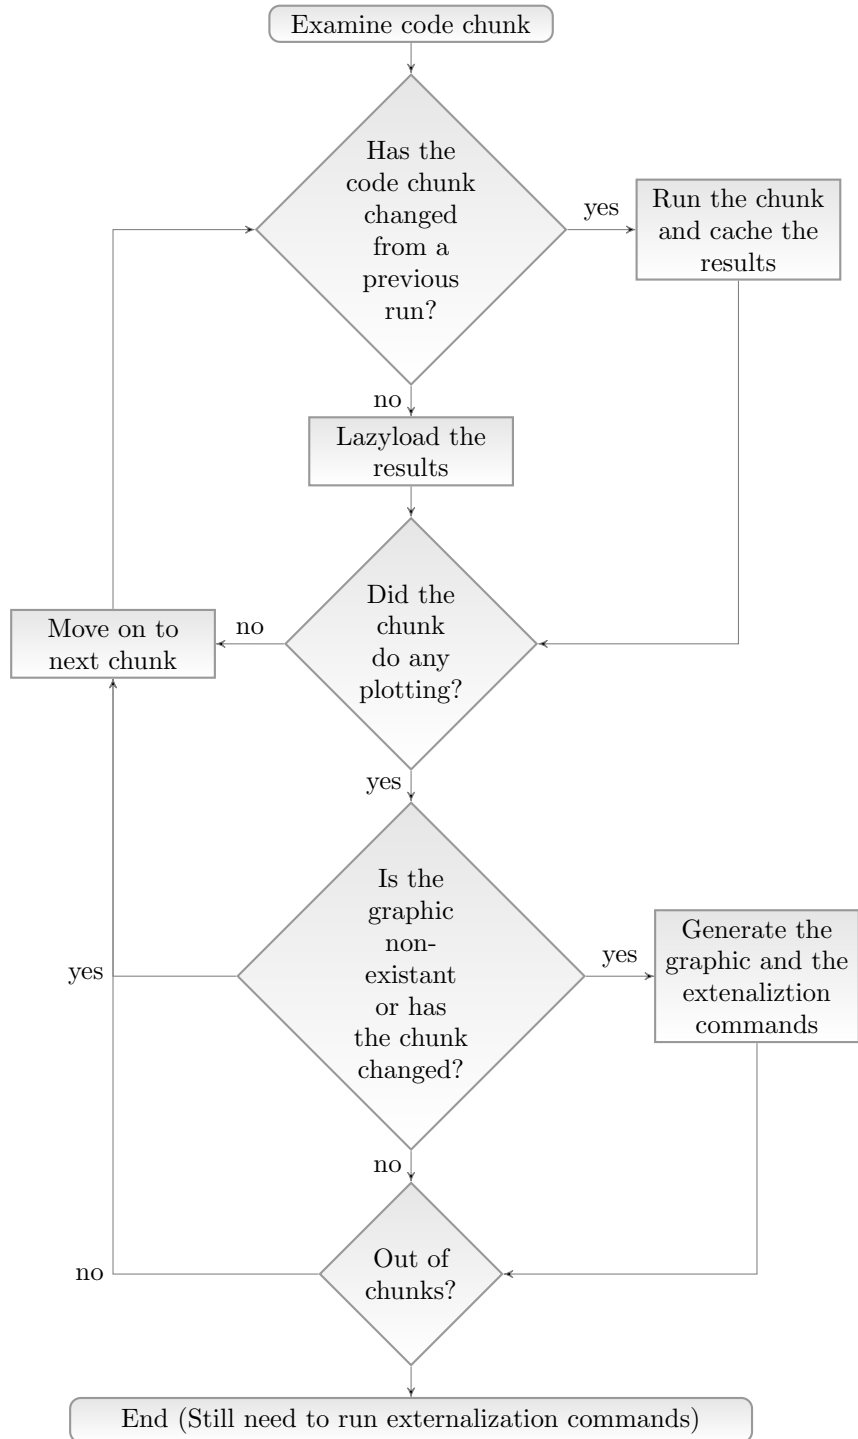 Examine code chunk
Has the
code chunk
changed
from a
previous
run?
yes
Run the chunk
and cache the
results
no
Lazyload the
results
Did the
chunk
do any
plotting?
no
Move on to
next chunk
yes
Is the
graphic
non-
existant
or has
the chunk
changed?
yes
yes
Generate the
graphic and the
extenaliztion
commands
no
Out of
chunks?
no
End (Still need to run externalization commands)